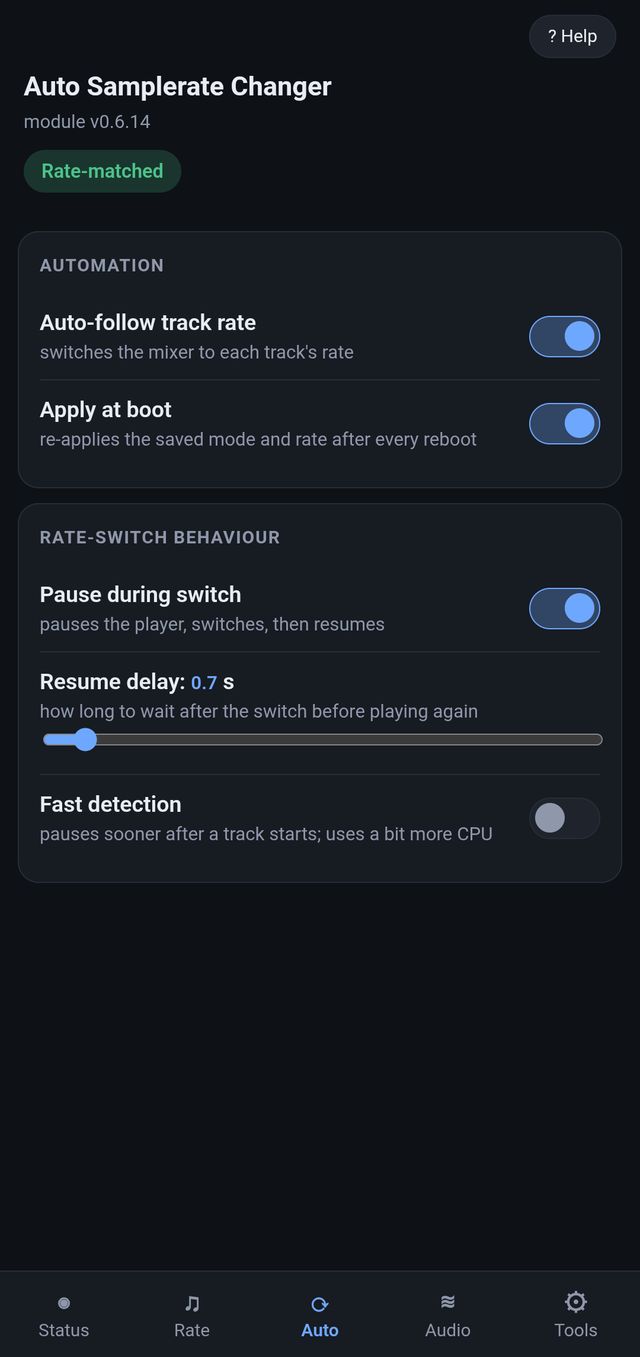 ? Help
Auto Samplerate Changer
module v0.6.14
Rate-matched
AUTOMATION
Auto-follow track rate
switches the mixer to each track's rate
Apply at boot
re-applies the saved mode and rate after every reboot
RATE-SWITCH BEHAVIOUR
Pause during switch
pauses the player, switches, then resumes
Resume delay: 0.7 s
how long to wait after the switch before playing again
Fast detection
pauses sooner after a track starts; uses a bit more CPU
Status Rate Auto Audio Tools